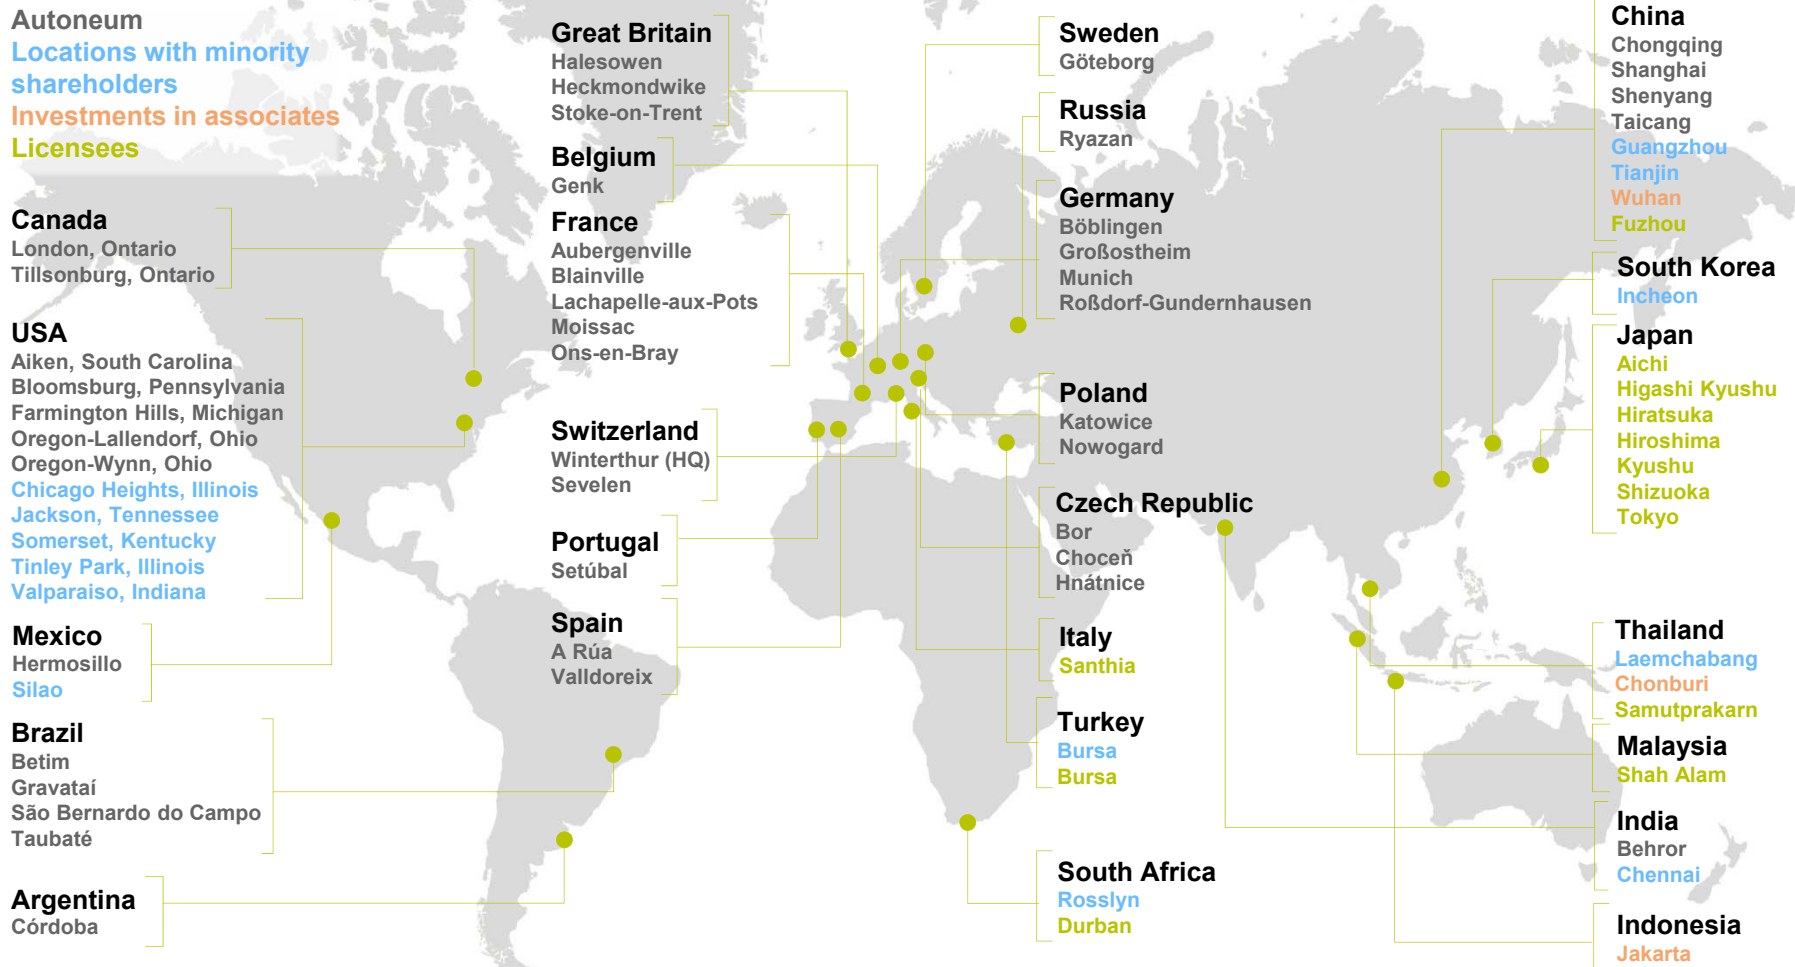 Autoneum
Locations with minority
shareholders
Investments in associates
Licensees
Canada
London, Ontario
Tillsonburg, Ontario
USA
Aiken, South Carolina
Bloomsburg, Pennsylvania
Farmington Hills, Michigan
Oregon-Lallendorf, Ohio
Oregon-Wynn, Ohio
Chicago Heights, Illinois
Jackson, Tennessee
Somerset, Kentucky
Tinley Park, Illinois
Valparaiso, Indiana
Mexico
Hermosillo
Silao
Brazil
Betim
Gravataí
São Bernardo do Campo
Taubaté
Argentina
Córdoba
Great Britain
Halesowen
Heckmondwike
Stoke-on-Trent
Belgium
Genk
France
Aubergenville
Blainville
Lachapelle-aux-Pots
Moissac
Ons-en-Bray
Switzerland
Winterthur (HQ)
Sevelen
Portugal
Setúbal
Spain
A Rúa
Valldoreix
Sweden
Göteborg
Russia
Ryazan
Germany
Böblingen
Großostheim
Munich
Roßdorf-Gundernhausen
Poland
Katowice
Nowogard
Czech Republic
Bor
Choceň
Hnátnice
Italy
Santhia
Turkey
Bursa
Bursa
South Africa
Rosslyn
Durban
China
Chongqing
Shanghai
Shenyang
Taicang
Guangzhou
Tianjin
Wuhan
Fuzhou
South Korea
Incheon
Japan
Aichi
Higashi Kyushu
Hiratsuka
Hiroshima
Kyushu
Shizuoka
Tokyo
Thailand
Laemchabang
Chonburi
Samutprakarn
Malaysia
Shah Alam
India
Behror
Chennai
Indonesia
Jakarta